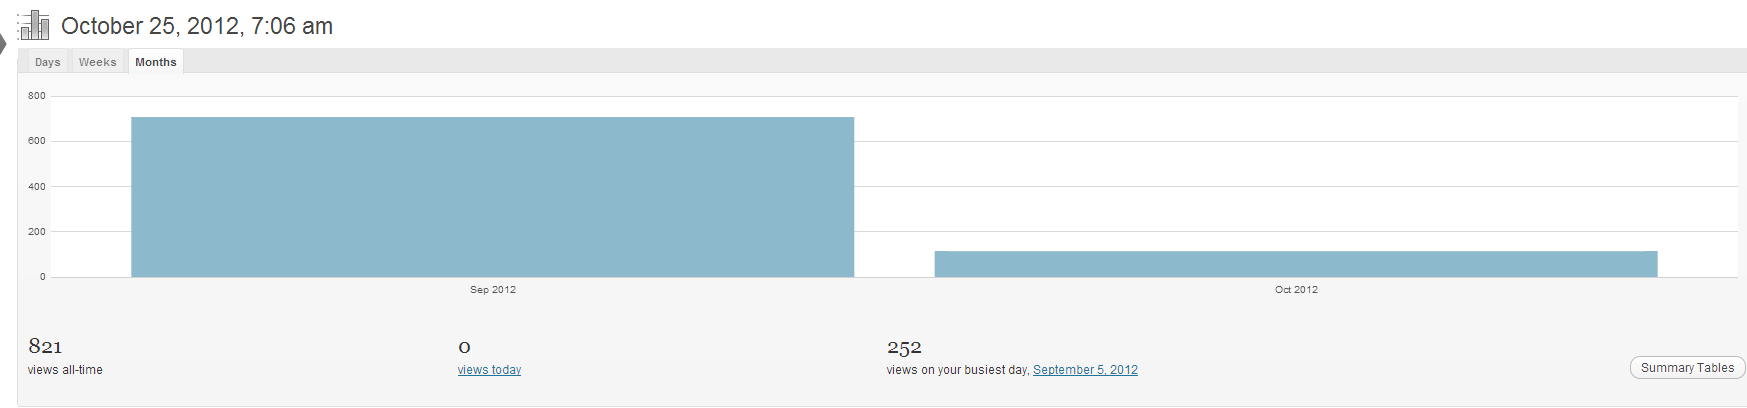 October 25, 2012, 7:06 am
Days Weeks Months
800
600
400
200
0
Sep 2012 Oct 2012
821 0 252
views all-time views today views on your busiest day, September 5, 2012 Summary Tables